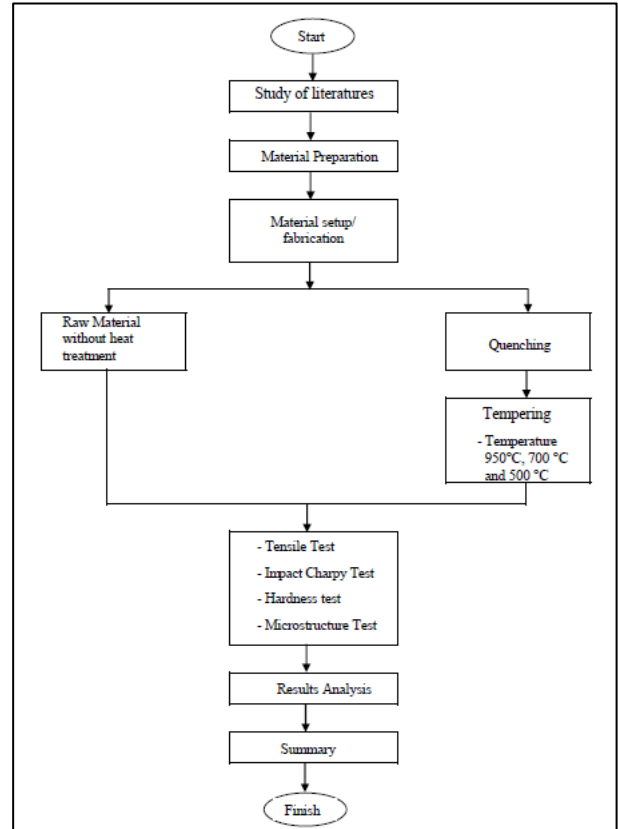 Start
Study of literatures
Material Preparation
Material setup/
fabrication
Raw Material
without heat
treatment
Quenching
Tempering
- Temperature
950°C, 700 °C
and 500 °C
- Tensile Test
- Impact Charpy Test
- Hardness test
- Microstructure Test
Results Analysis
Summary
Finish